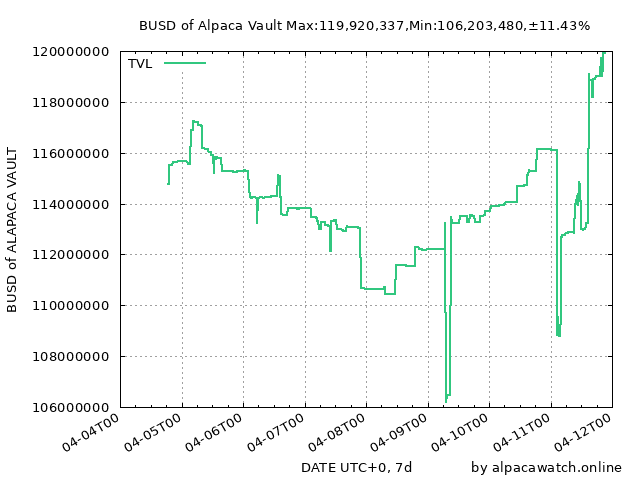 BUSD of Alpaca Vault Max:119,920,337,Min:106,203,480,±11.43%
TVL
120000000
118000000
116000000
114000000
112000000
110000000
108000000
106000000
BUSD of ALAPACA VAULT
04-04T00
04-05T00
04-06T00
04-07T00
04-08T00
04-09T00
04-10T00
04-11T00
04-12T00
DATE UTC+0, 7d
by alpacawatch.online